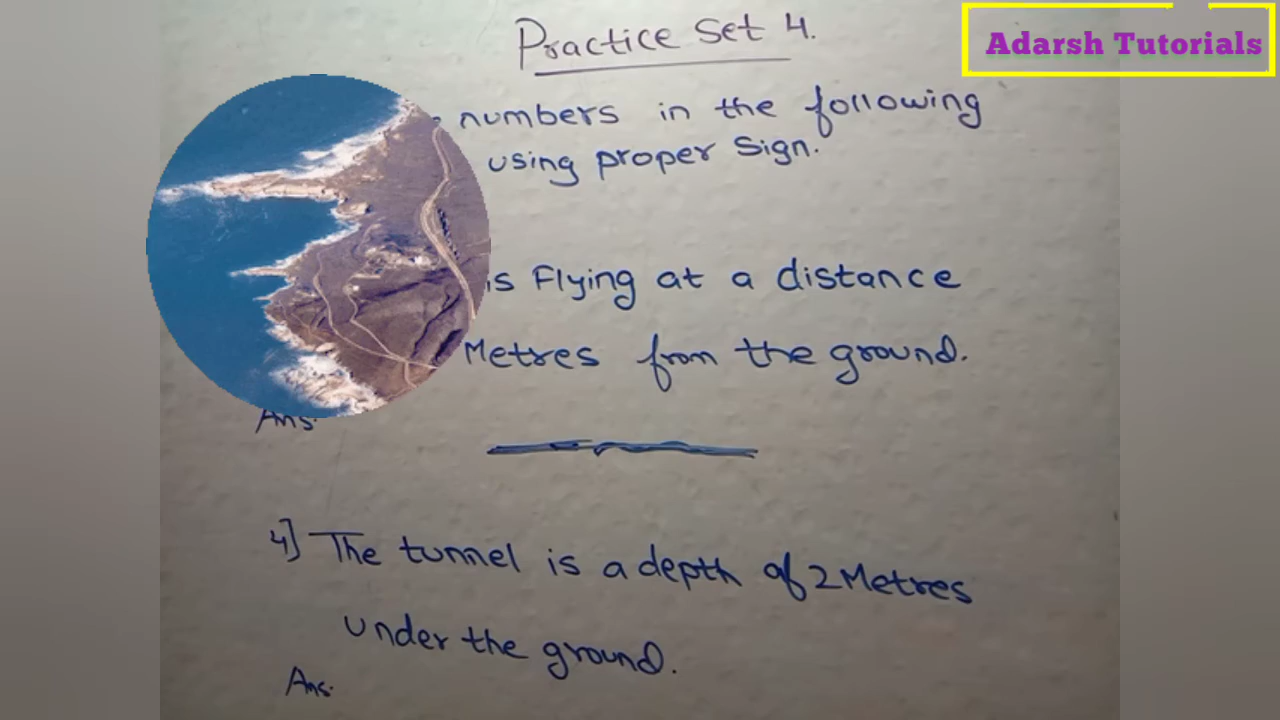 Adarsh Tutorials
Practice Set 4.
numbers in the following
using proper Sign.
is Flying at a distance
Metres from the ground.
Ans.
4] The tunnel is a depth of 2 Metres
under the ground.
Ans.